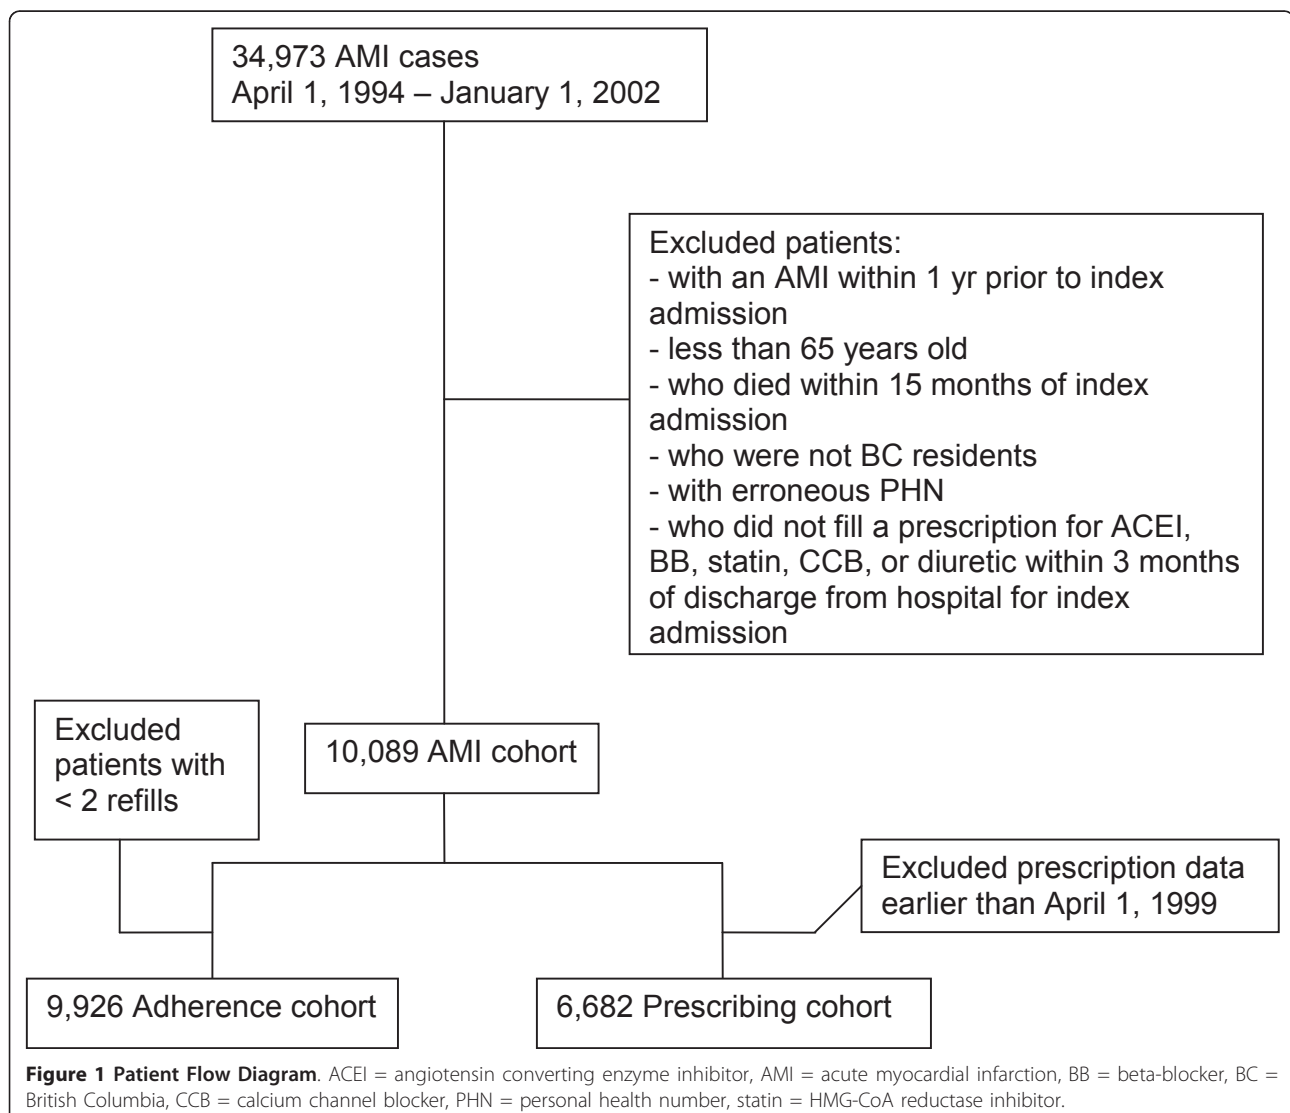 34,973 AMI cases
April 1, 1994 – January 1, 2002
Excluded patients:
- with an AMI within 1 yr prior to index
admission
- less than 65 years old
- who died within 15 months of index
admission
- who were not BC residents
- with erroneous PHN
- who did not fill a prescription for ACEI,
BB, statin, CCB, or diuretic within 3 months
of discharge from hospital for index
admission
Excluded
patients with
< 2 refills
10,089 AMI cohort
Excluded prescription data
earlier than April 1, 1999
9,926 Adherence cohort
6,682 Prescribing cohort
Figure 1 Patient Flow Diagram. ACEI = angiotensin converting enzyme inhibitor, AMI = acute myocardial infarction, BB = beta-blocker, BC =
British Columbia, CCB = calcium channel blocker, PHN = personal health number, statin = HMG-CoA reductase inhibitor.